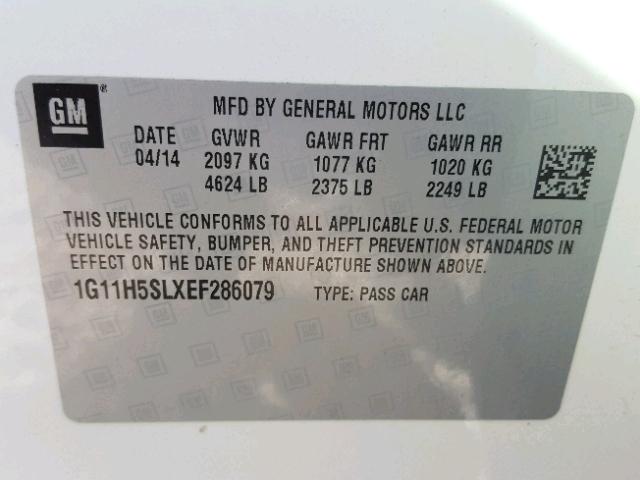 GM ®
MFD BY GENERAL MOTORS LLC
DATE GVWR GAWR FRT GAWR RR
04/14 2097 KG 1077 KG 1020 KG
4624 LB 2375 LB 2249 LB
THIS VEHICLE CONFORMS TO ALL APPLICABLE U.S. FEDERAL MOTOR
VEHICLE SAFETY, BUMPER, AND THEFT PREVENTION STANDARDS IN
EFFECT ON THE DATE OF MANUFACTURE SHOWN ABOVE.
1G11H5SLXEF286079 TYPE: PASS CAR